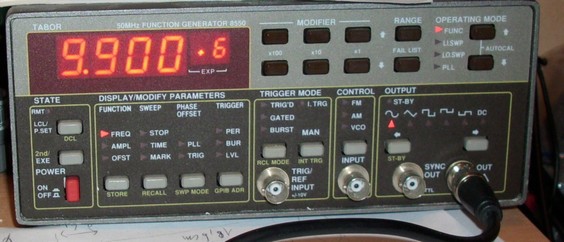 TABOR 50MHz FUNCTION GENERATOR 8550 MODIFIER RANGE OPERATING MODE
9.900 +6
EXP
x100 x10 x1 FAIL LIST
FUNC
LI.SWP
LO.SWP
PLL
AUTOCAL
STATE DISPLAY/MODIFY PARAMETERS TRIGGER MODE CONTROL OUTPUT
RMT
LCL/
P.SET
DCL
2nd/
EXE
POWER
ON
OFF
FUNCTION SWEEP PHASE OFFSET TRIGGER
FREQ STOP PER
AMPL TIME PLL BUR
OFST MARK TRIG LVL
STORE RECALL SWP MODE GPIB ADR
TRIG'D I.TRG
GATED
BURST MAN
RCL MODE INT TRG
TRIG/
REF
INPUT
+/-10V
FM
AM
VCO
INPUT
ST-BY
DC
ST-BY
SYNC
OUT
TTL
OUT